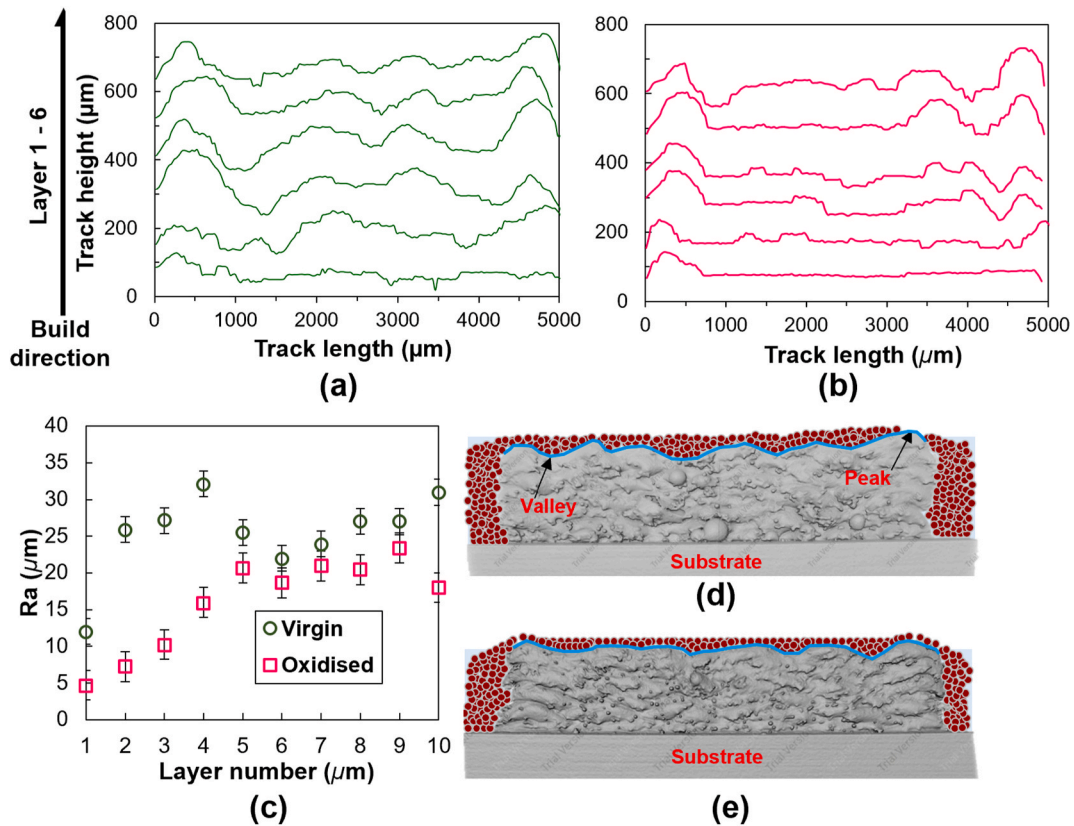 800
600
400
200
0
0
1000
2000
3000
4000
5000
Layer 1 - 6
Track height (µm)
Build
direction
Track length (µm)
(a)
800
600
400
200
0
0
1000
2000
3000
4000
5000
Track length (µm)
(b)
40
35
30
25
20
15
10
5
0
Ra (µm)
Virgin
Oxidised
1
2
3
4
5
6
7
8
9
10
Layer number (µm)
(c)
Valley
Peak
Substrate
(d)
Substrate
(e)